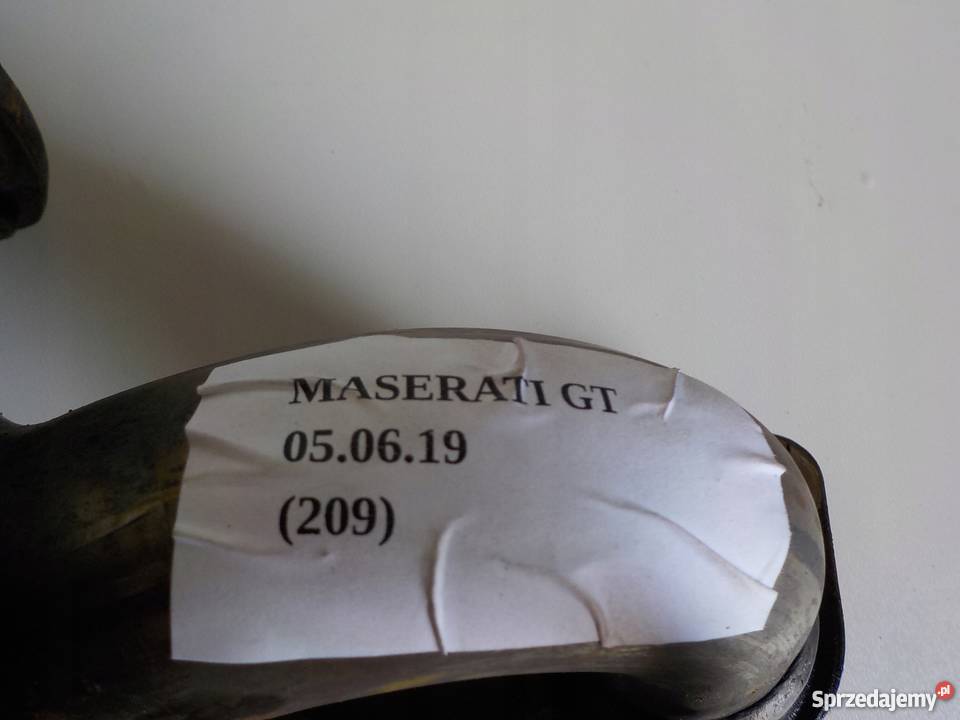 MASERATI GT
05.06.19
(209)
Sprzedajemy.pl